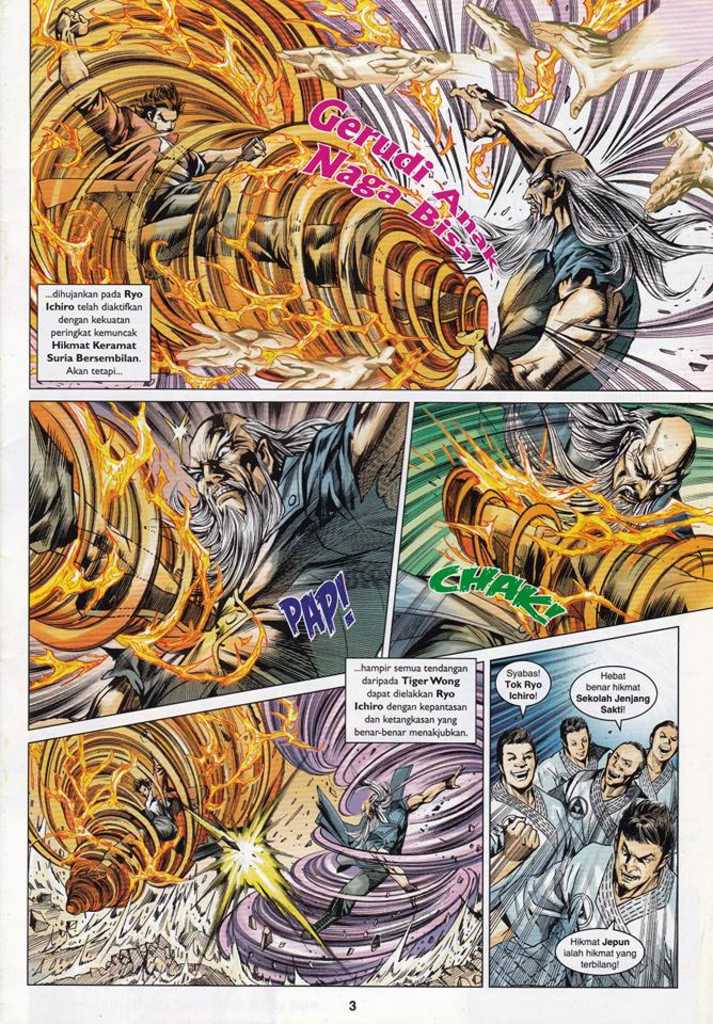 Gerudi Anak
Naga Bisa
...dihujankan pada Ryo
Ichiro telah diaktifkan
dengan kekuatan
peringkat kemuncak
Hikmat Keramat
Suria Bersembilan.
Akan tetapi...
PAP!
CHAK!
...hampir semua tendangan
daripada Tiger Wong
dapat dielakkan Ryo
Ichiro dengan kepantasan
dan ketangkasan yang
benar-benar menakjubkan.
Syabas!
Tok Ryo
Ichiro!
Hebat
benar hikmat
Sekolah Jenjang
Sakti!
Hikmat Jepun
ialah hikmat yang
terbilang!
3